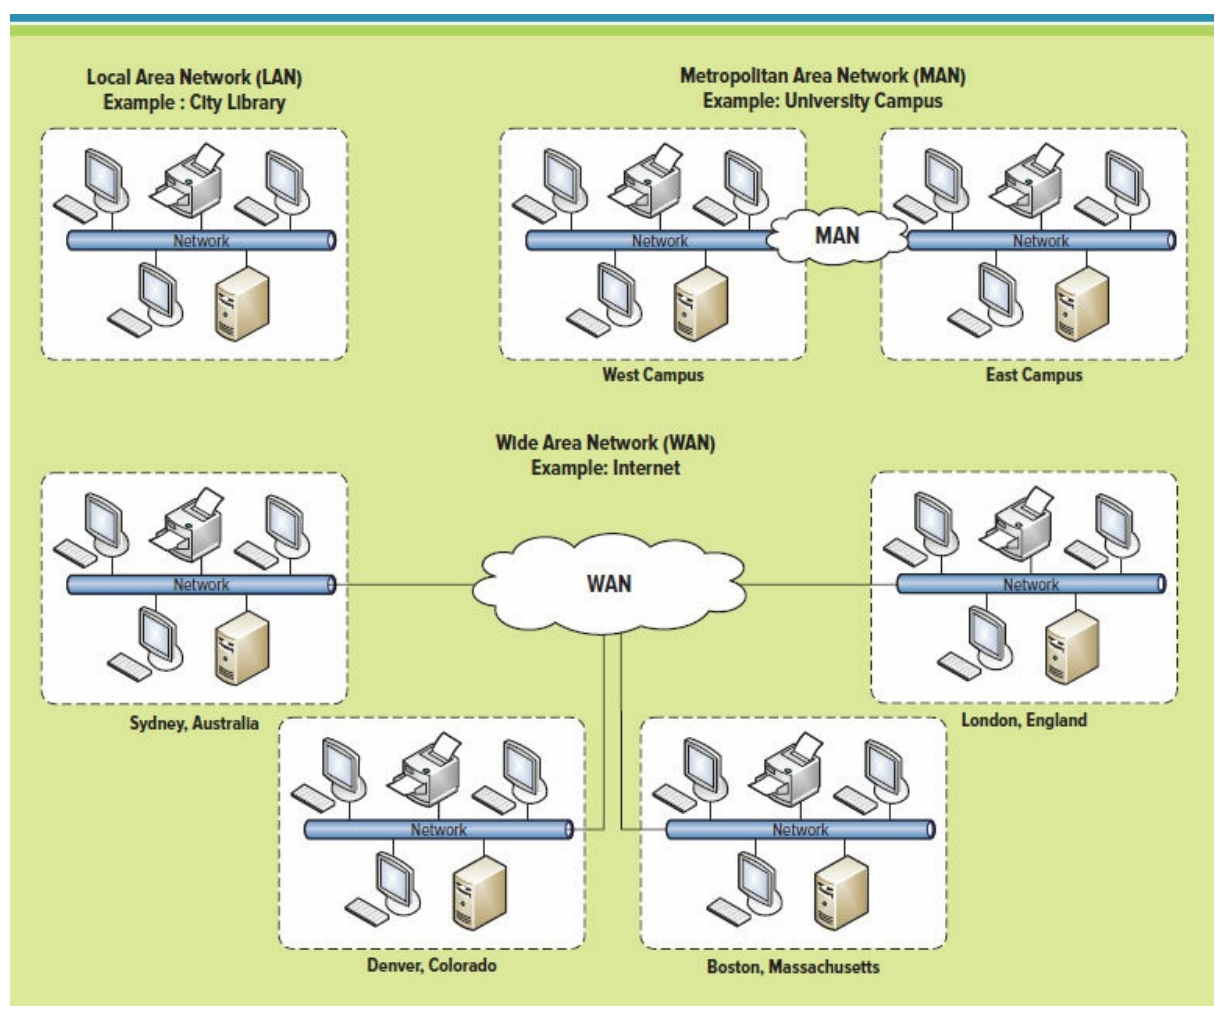 Local Area Network (LAN)
Example : City Library
Network
Metropolitan Area Network (MAN)
Example: University Campus
Network
MAN
Network
West Campus
East Campus
Wide Area Network (WAN)
Example: Internet
Network
WAN
Network
Sydney, Australia
London, England
Network
Network
Denver, Colorado
Boston, Massachusetts